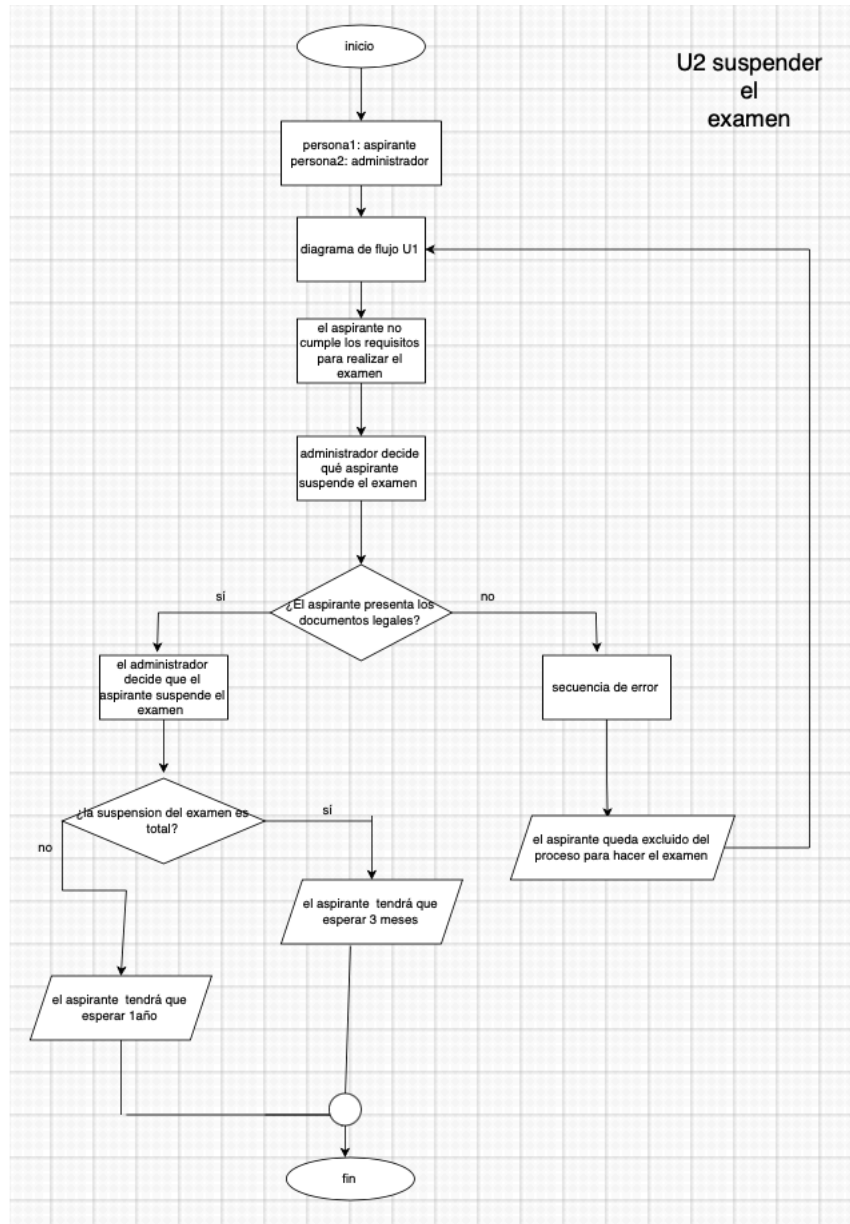 inicio
U2 suspender
el
examen
persona1: aspirante
persona2: administrador
diagrama de flujo U1
el aspirante no
cumple los requisitos
para realizar el
examen
administrador decide
qué aspirante
suspende el examen
sí
¿El aspirante presenta los
documentos legales?
no
el administrador
decide que el
aspirante suspende el
examen
secuencia de error
¿la suspension del examen es
total?
sí
no
el aspirante queda excluido del
proceso para hacer el examen
el aspirante tendrá que
esperar 3 meses
el aspirante tendrá que
esperar 1año
fin